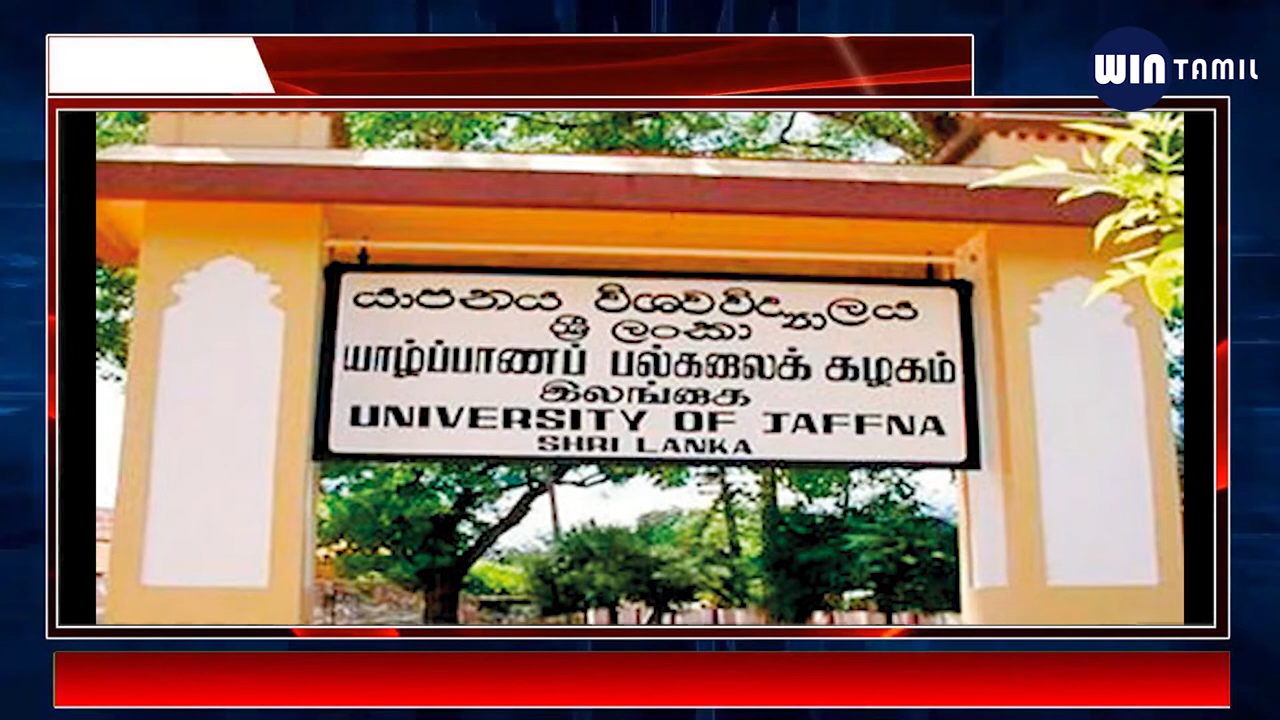 WIN TAMIL
යාපනය විශ්වවිද්‍යාලය
ශ්‍රී ලංකා
யாழ்ப்பாணப் பல்கலைக் கழகம்
இலங்கை
UNIVERSITY OF JAFFNA
SHRI LANKA